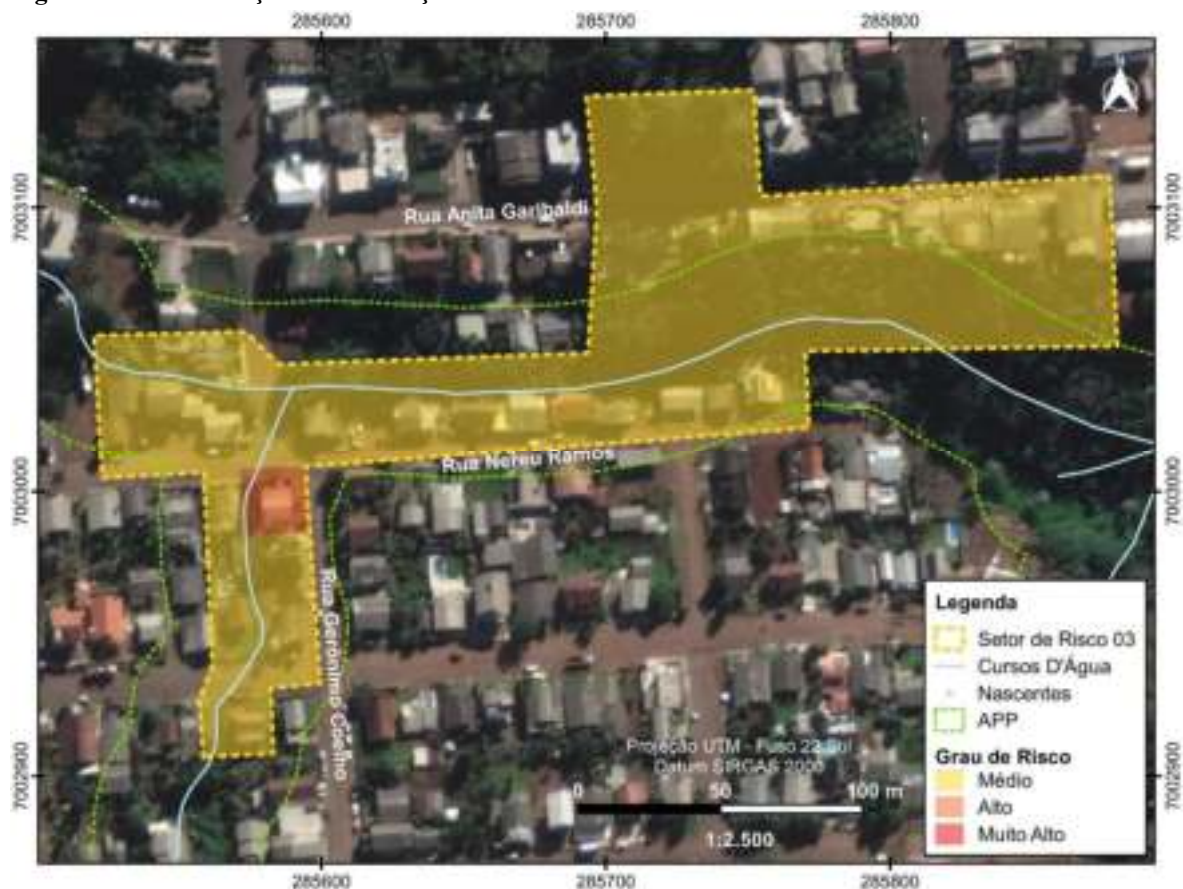 285600 285700 285800
7003100 7003100
Rua Anita Garibaldi
Rua Nereu Ramos
7003000 7003000
Rua Gerônimo Coelho
Legenda
Setor de Risco 03
Cursos D'Água
Nascentes
APP
Grau de Risco
Médio
Alto
Muito Alto
Projeção UTM - Fuso 22 Sul
Datum SIRGAS 2000
0 50 100 m
1:2.500
7002900 7002900
285600 285700 285800